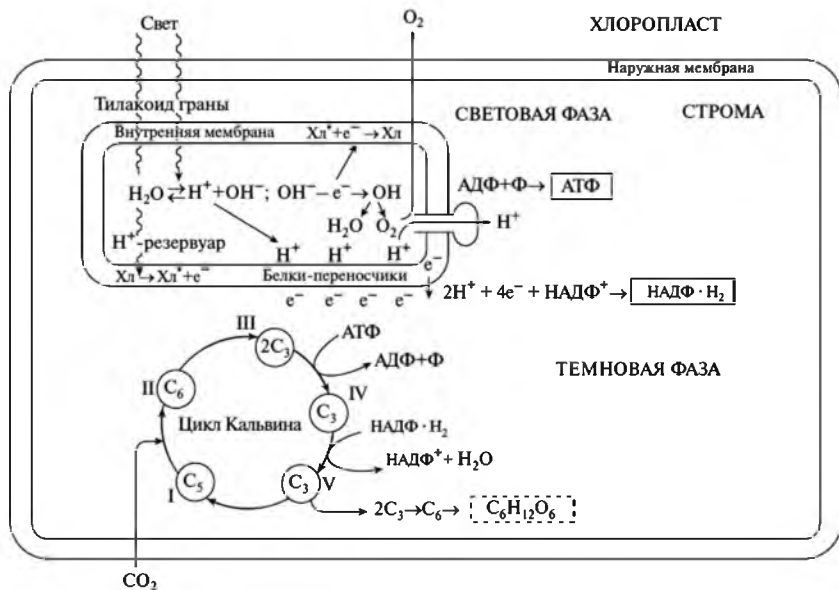 Свет
O₂
ХЛОРОПЛАСТ
Наружная мембрана
Тилакоид граны
СВЕТОВАЯ ФАЗА
СТРОМА
Внутренняя мембрана
Хл*+e⁻→Хл
АДФ+Ф→ АТФ
H₂O ⇄ H⁺+OH⁻; OH⁻−e⁻→OH
H₂O O₂
H⁺
H⁺-резервуар
H⁺ H⁺ H⁺
e⁻
Хл→Хл*+e⁻
Белки-переносчики
e⁻ e⁻ e⁻ e⁻
2H⁺ + 4e⁻ + НАДФ⁺→ НАДФ · H₂
III
2C₃
АТФ
АДФ+Ф
ТЕМНОВАЯ ФАЗА
II
C₆
IV
C₃
Цикл Кальвина
НАДФ · H₂
НАДФ⁺ + H₂O
I
C₅
C₃
V
2C₃→C₆→ C₆H₁₂O₆
CO₂